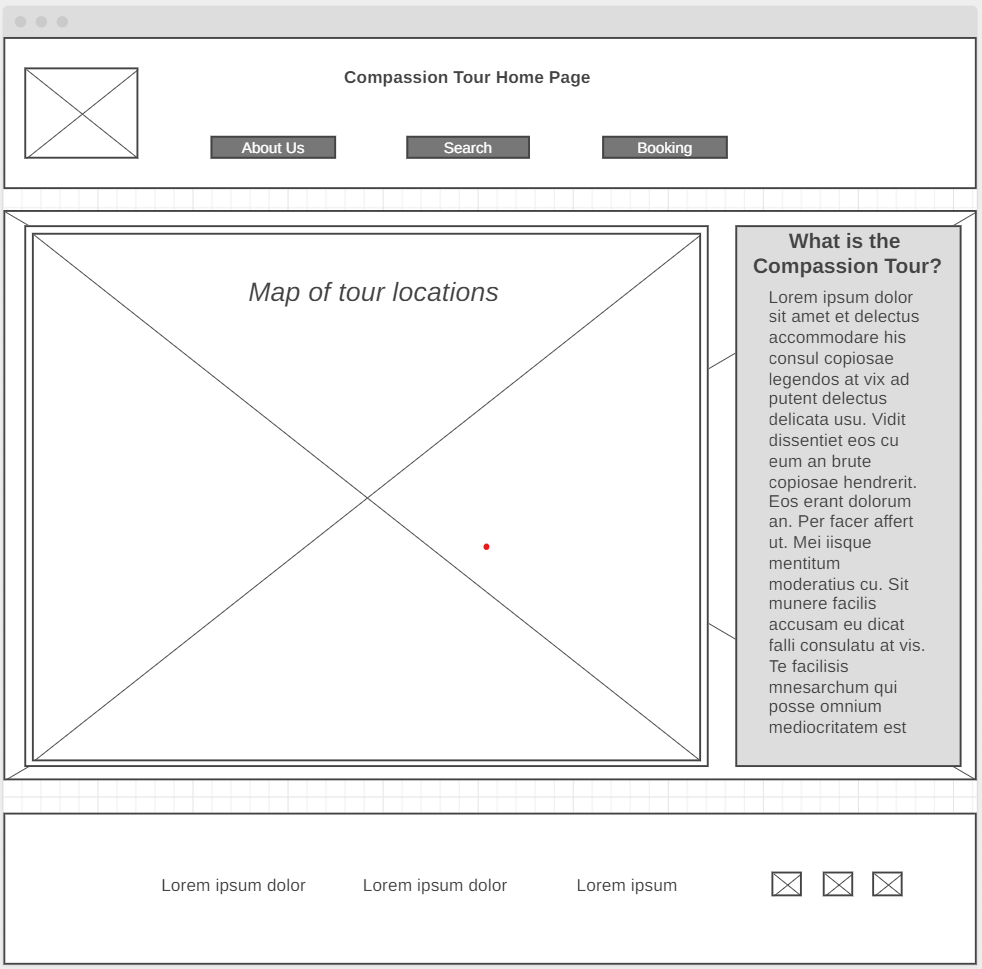 Compassion Tour Home Page
About Us
Search
Booking
Map of tour locations
What is the
Compassion Tour?
Lorem ipsum dolor
sit amet et delectus
accommodare his
consul copiosae
legendos at vix ad
putent delectus
delicata usu. Vidit
dissentiet eos cu
eum an brute
copiosae hendrerit.
Eos erant dolorum
an. Per facer affert
ut. Mei iisque
mentitum
moderatius cu. Sit
munere facilis
accusam eu dicat
falli consulatu at vis.
Te facilisis
mnesarchum qui
posse omnium
mediocritatem est
Lorem ipsum dolor
Lorem ipsum dolor
Lorem ipsum